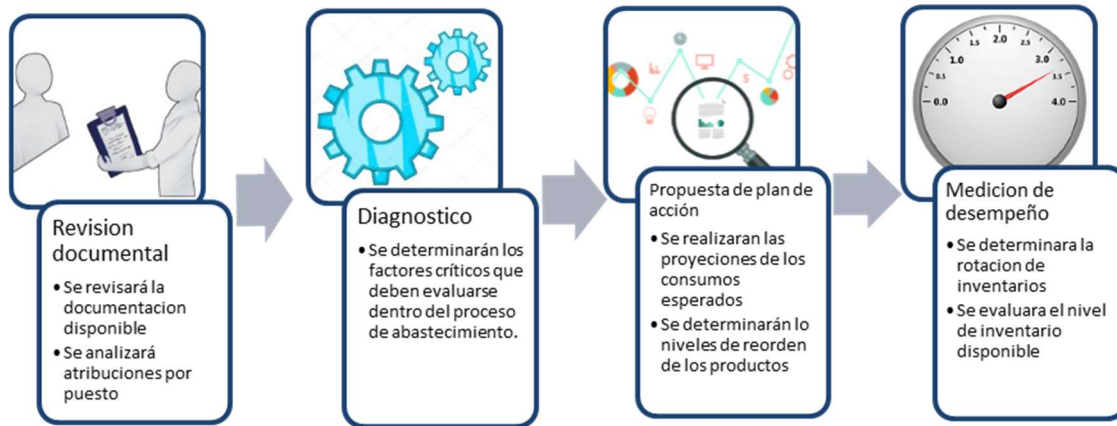 Revision
documental
• Se revisará la
documentacion
disponible
• Se analizará
atribuciones por
puesto
Diagnostico
• Se determinarán los
factores críticos que
deben evaluarse
dentro del proceso
de abastecimiento.
Propuesta de plan de
acción
• Se realizaran las
proyeciones de los
consumos
esperados
• Se determinarán lo
niveles de reorden
de los productos
0.0
0.5
1.0
1.5
2.0
2.5
3.0
3.5
4.0
Medicion de
desempeño
• Se determinara la
rotacion de
inventarios
• Se evaluara el nivel
de inventario
disponible
$